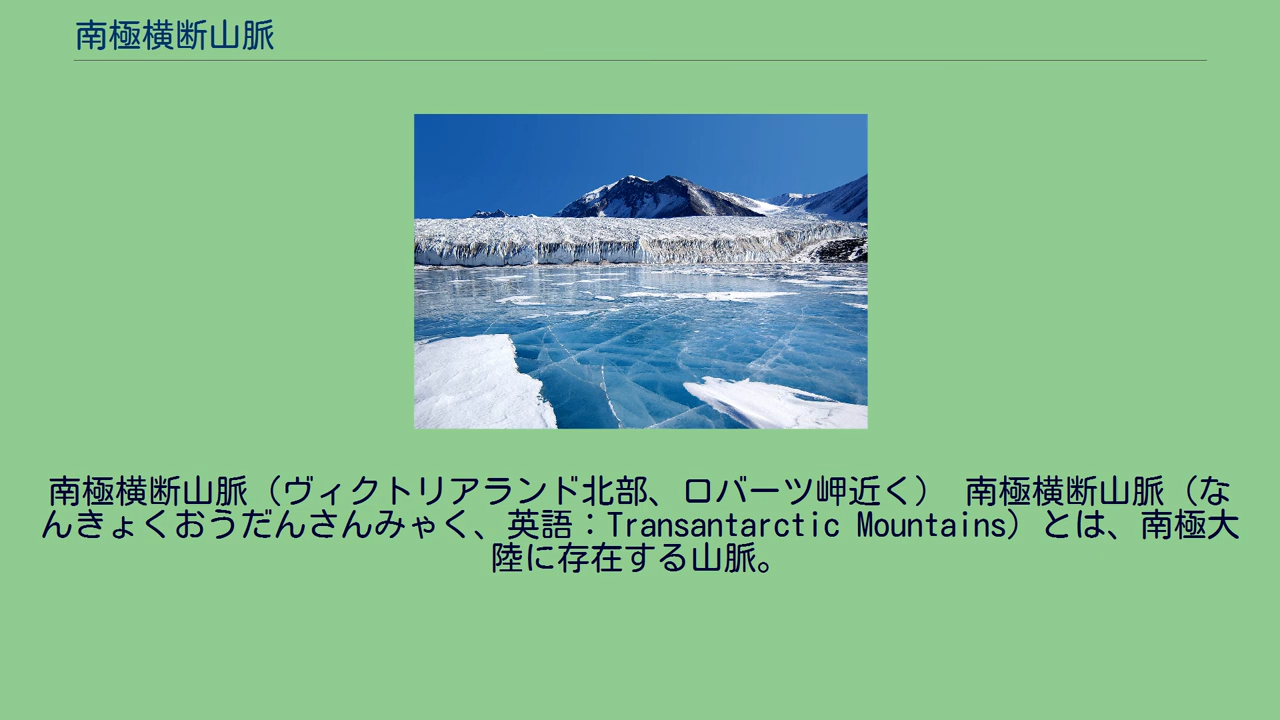 南極横断山脈
南極横断山脈（ヴィクトリアランド北部、ロバーツ岬近く） 南極横断山脈（な
んきょくおうだんさんみゃく、英語：Transantarctic Mountains）とは、南極大
陸に存在する山脈。